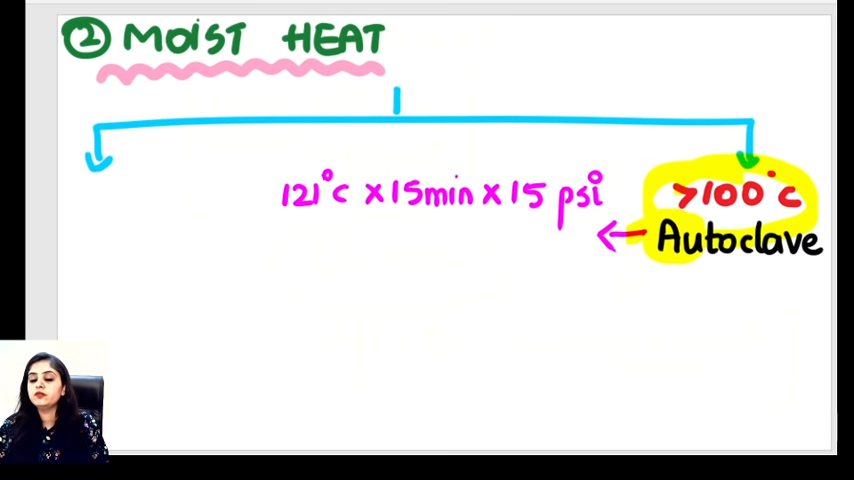 ② MOIST HEAT
121°C x 15min x 15 psi
>100°C
Autoclave